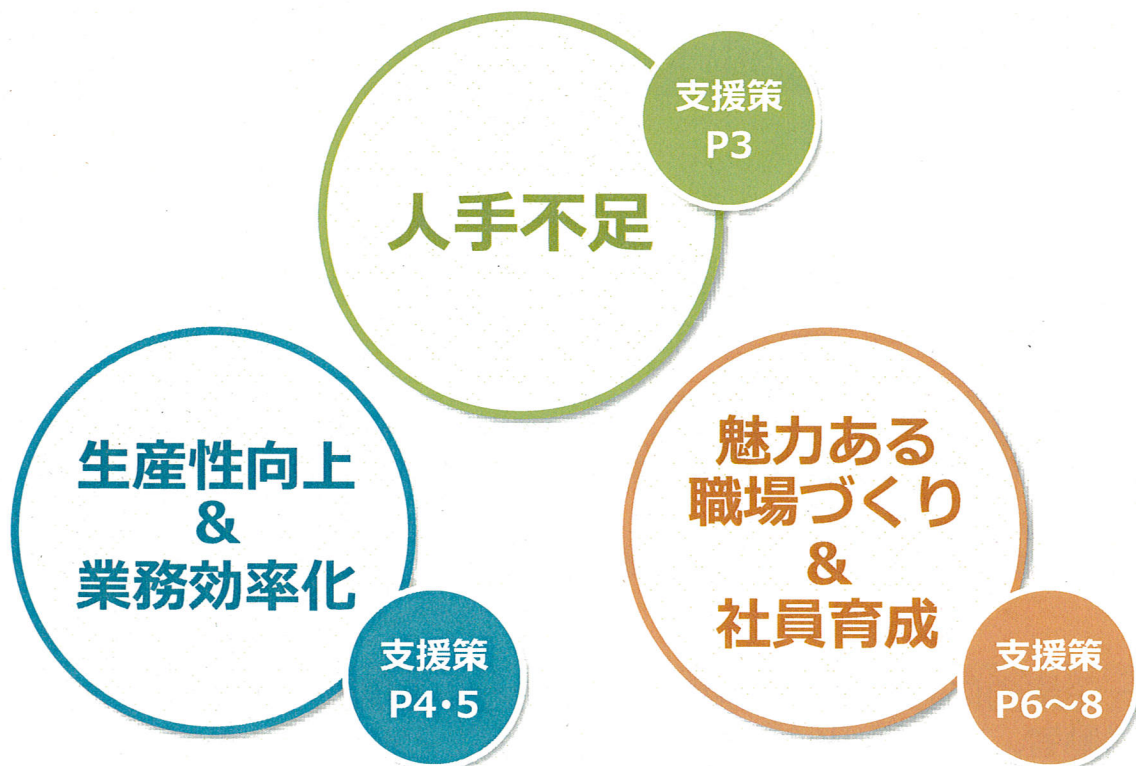 人手不足
支援策
P3
生産性向上
&
業務効率化
支援策
P4・5
魅力ある
職場づくり
&
社員育成
支援策
P6～8